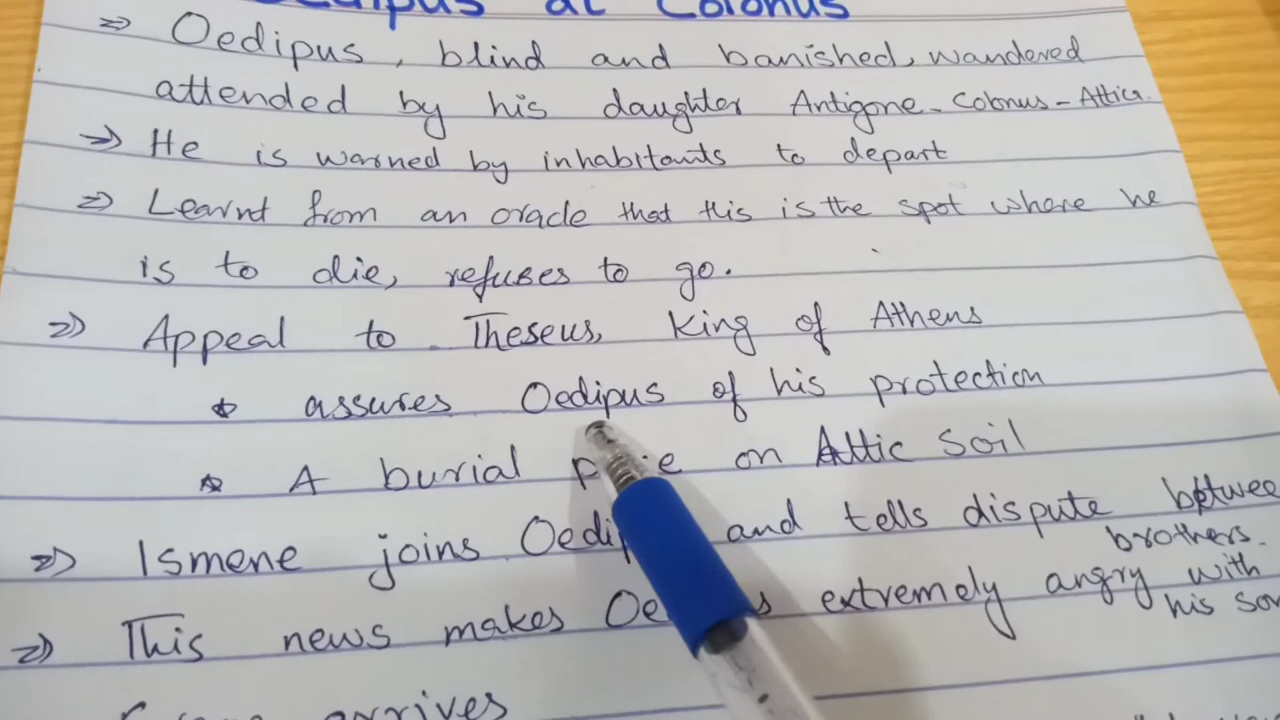 Oedipus at Colonus
⇒ Oedipus, blind and banished, wandered
attended by his daughter Antigone - Colonus - Attica.
⇒ He is warned by inhabitants to depart
⇒ Learnt from an oracle that this is the spot where he
is to die, refuses to go.
⇒ Appeal to Theseus, King of Athens
☆ assures Oedipus of his protection
☆ A burial on Attic Soil
⇒ Ismene joins and tells dispute between
brothers.
⇒ This news makes extremely angry with
his
arrives